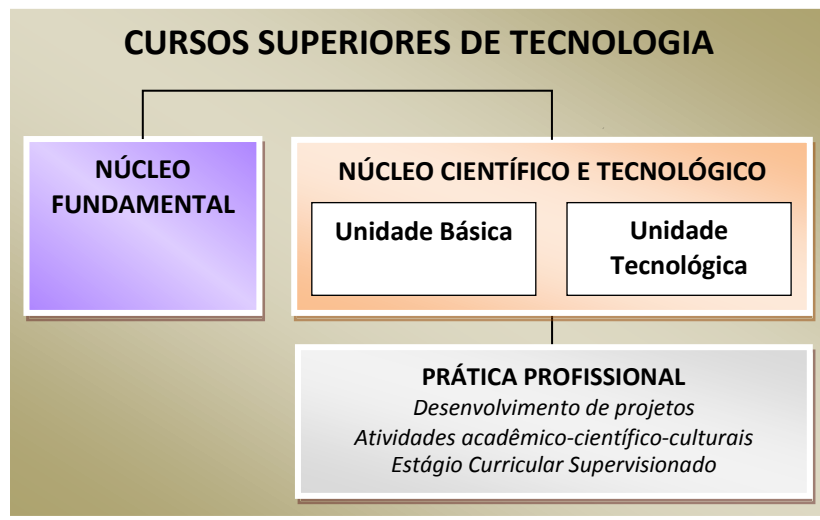 CURSOS SUPERIORES DE TECNOLOGIA
NÚCLEO
FUNDAMENTAL
NÚCLEO CIENTÍFICO E TECNOLÓGICO
Unidade Básica
Unidade
Tecnológica
PRÁTICA PROFISSIONAL
Desenvolvimento de projetos
Atividades acadêmico-científico-culturais
Estágio Curricular Supervisionado